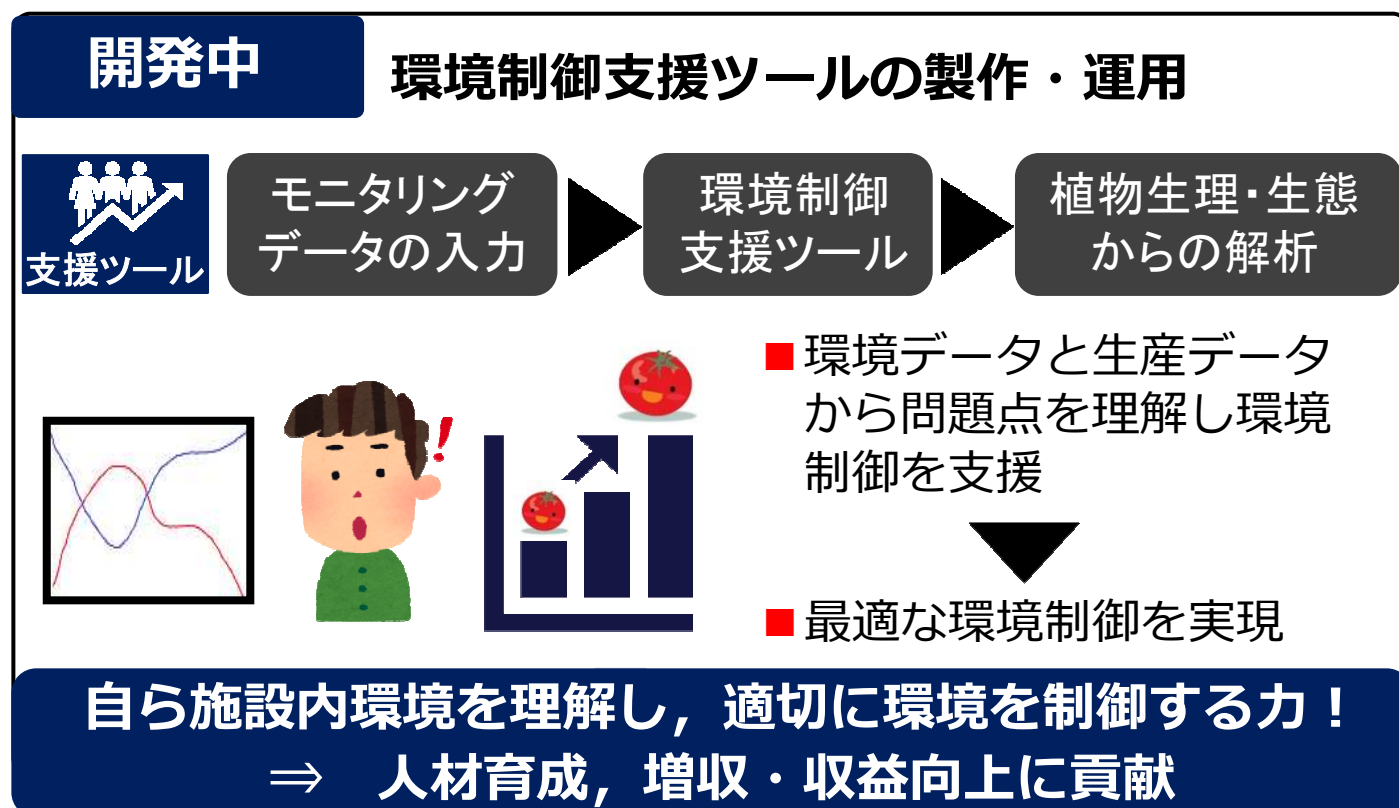 開発中
環境制御支援ツールの製作・運用
支援ツール
モニタリング
データの入力
環境制御
支援ツール
植物生理・生態
からの解析
!
■環境データと生産データ
から問題点を理解し環境
制御を支援
■最適な環境制御を実現
自ら施設内環境を理解し，適切に環境を制御する力！
⇒　人材育成，増収・収益向上に貢献